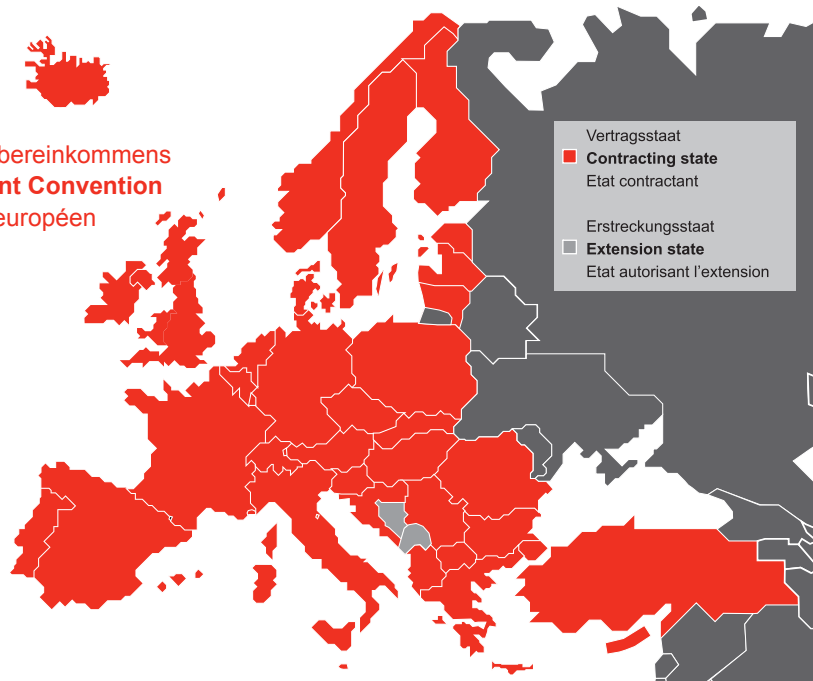 bereinkommens
nt Convention
européen
Vertragsstaat
Contracting state
Etat contractant
Erstreckungsstaat
Extension state
Etat autorisant l'extension